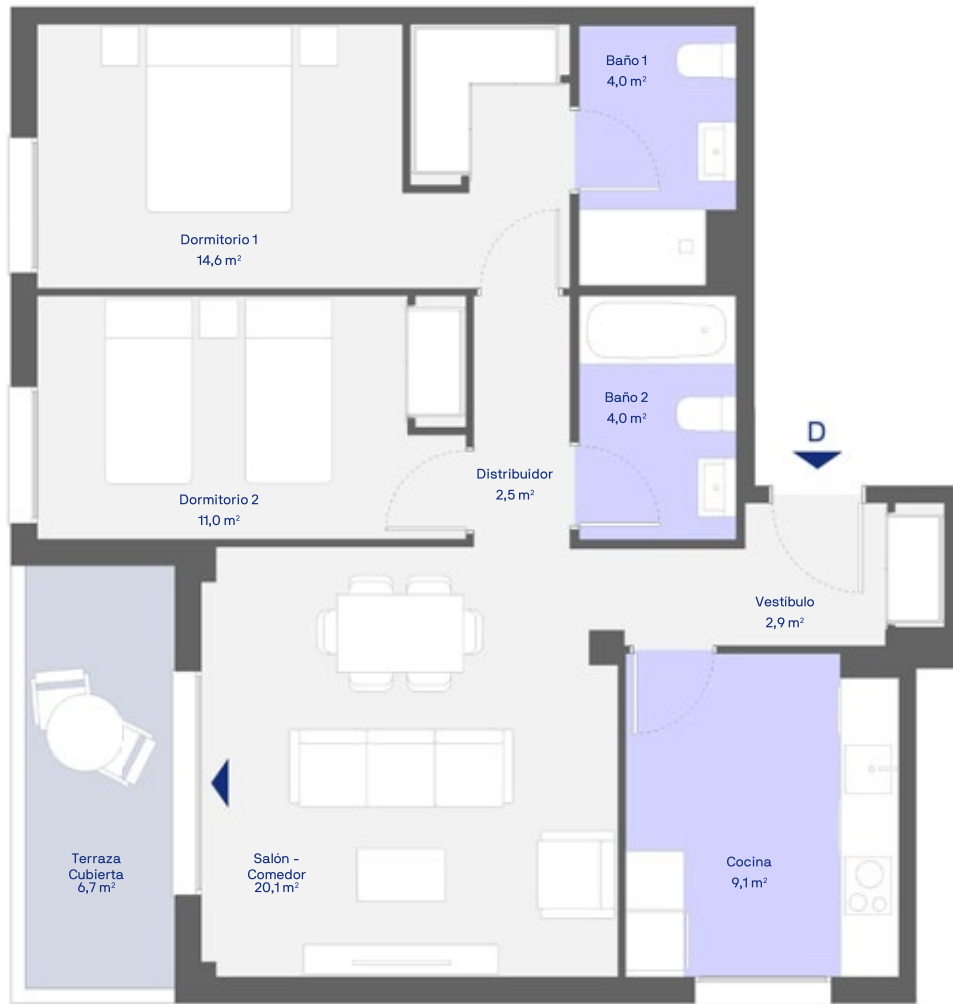 Baño 1
4,0 m²
Dormitorio 1
14,6 m²
Baño 2
4,0 m²
D
Distribuidor
2,5 m²
Dormitorio 2
11,0 m²
Vestíbulo
2,9 m²
Terraza
Cubierta
6,7 m²
Salón -
Comedor
20,1 m²
Cocina
9,1 m²